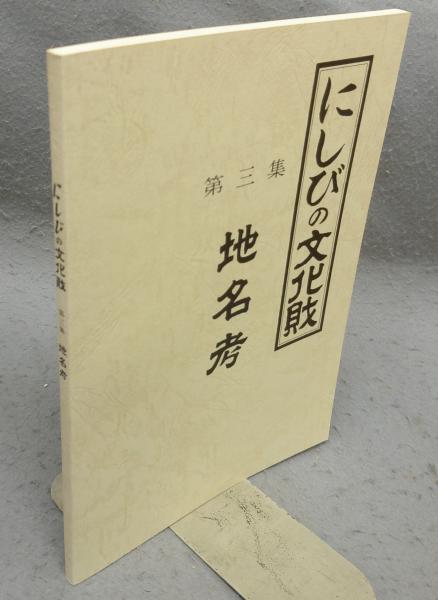 にしびの文化財
第三集
地名考
にしびの文化財 第三集 地名考